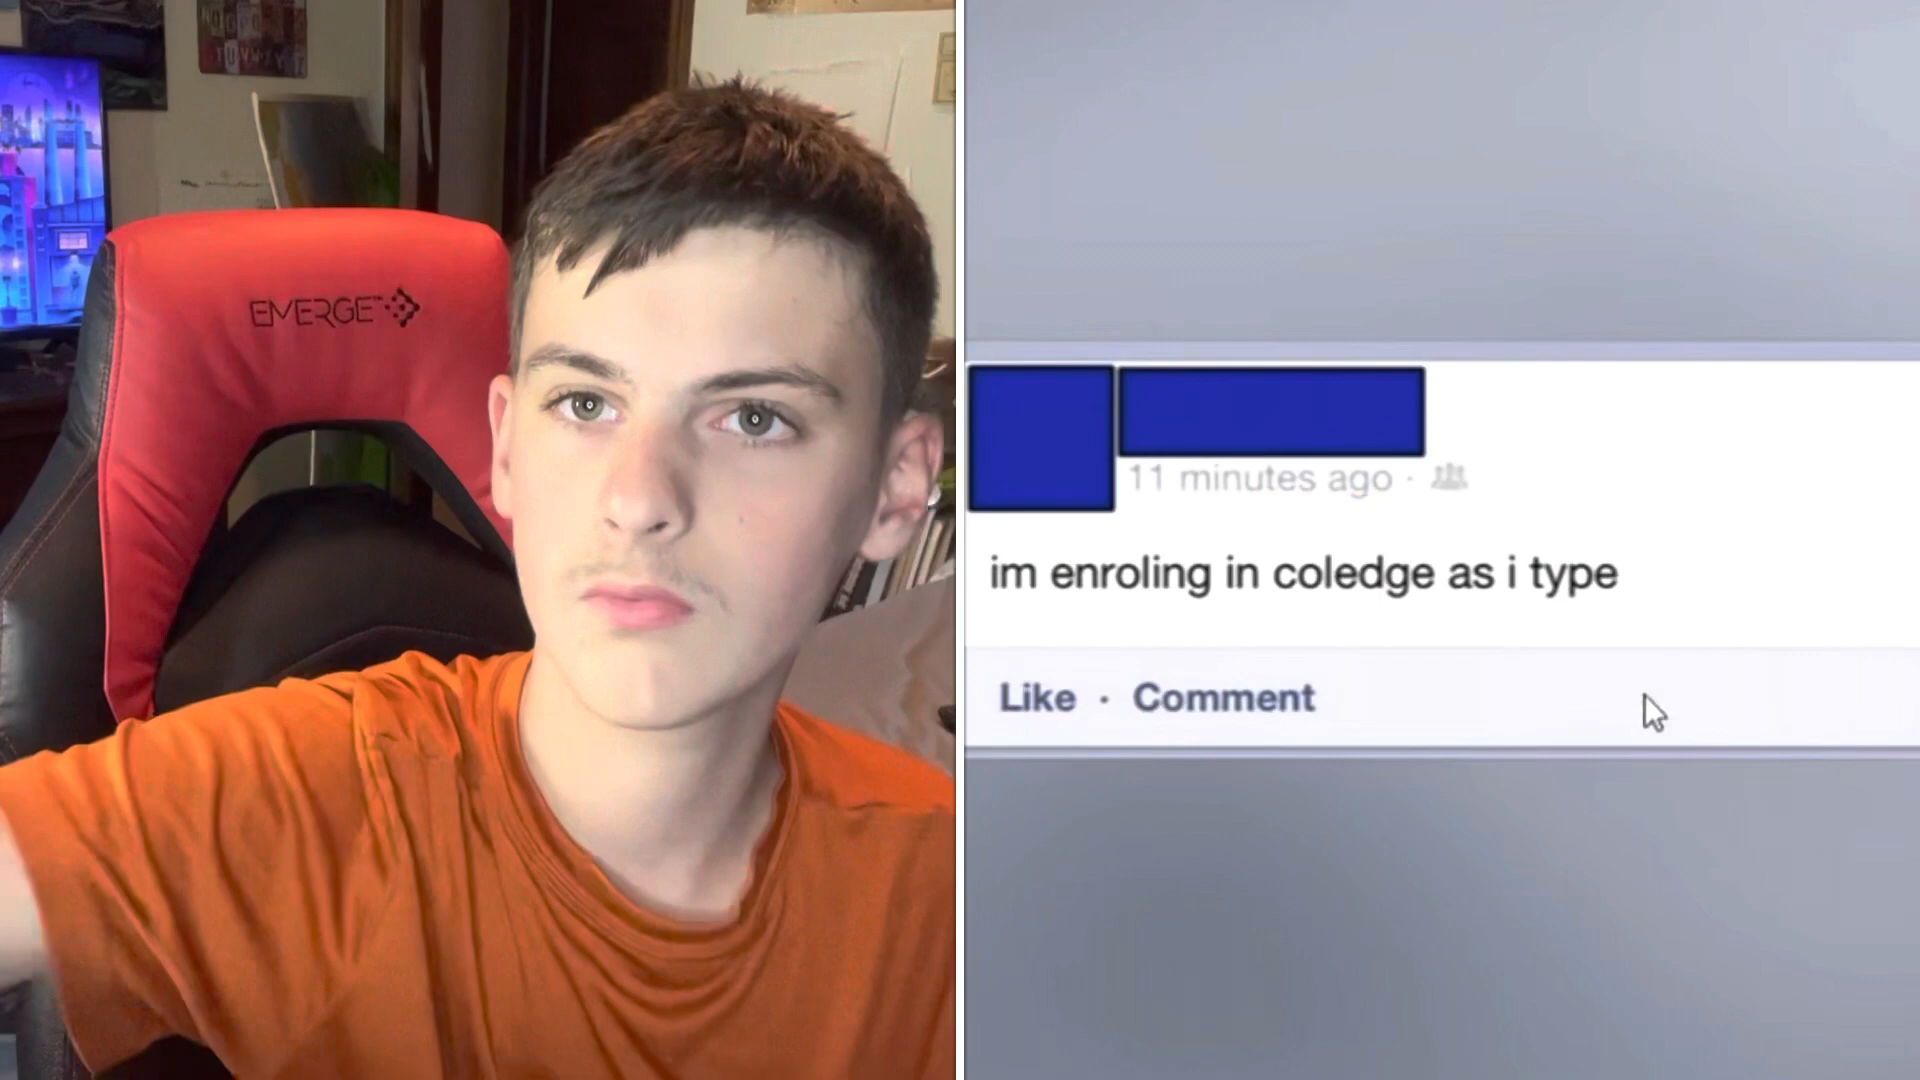 EMERGE
11 minutes ago ·
im enroling in coledge as i type
Like · Comment